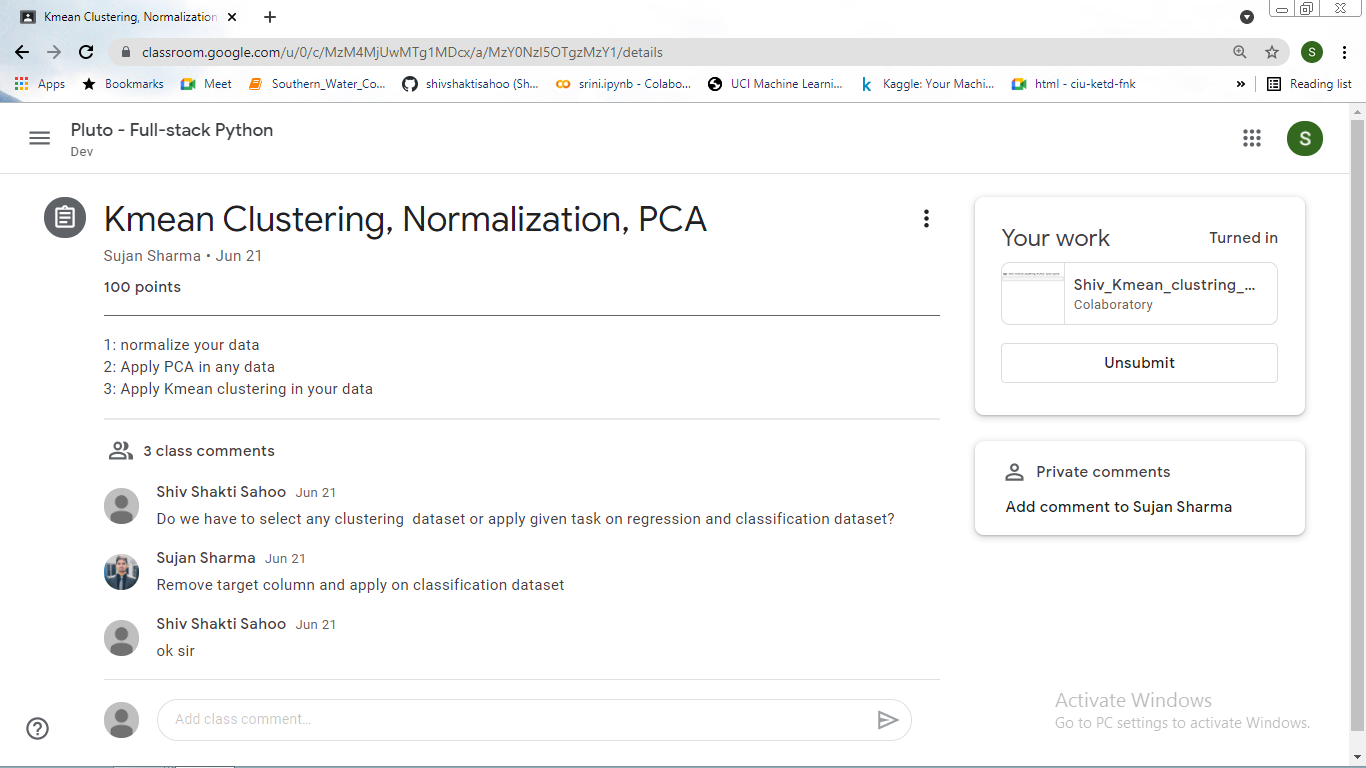 Kmean Clustering, Normalization
classroom.google.com/u/0/c/MzM4MjUwMTg1MDcx/a/MzY0NzI5OTgzMzY1/details
S
Apps
Bookmarks
Meet
Southern_Water_Co...
shivshaktisahoo (Sh...
srini.ipynb - Colabo...
UCI Machine Learni...
Kaggle: Your Machi...
html - ciu-ketd-fnk
»
Reading list
Pluto - Full-stack Python
Dev
S
Kmean Clustering, Normalization, PCA
Sujan Sharma • Jun 21
100 points
1: normalize your data
2: Apply PCA in any data
3: Apply Kmean clustering in your data
3 class comments
Shiv Shakti Sahoo Jun 21
Do we have to select any clustering  dataset or apply given task on regression and classification dataset?
Sujan Sharma Jun 21
Remove target column and apply on classification dataset
Shiv Shakti Sahoo Jun 21
ok sir
Add class comment...
Your work
Turned in
Shiv_Kmean_clustring_...
Colaboratory
Unsubmit
Private comments
Add comment to Sujan Sharma
Activate Windows
Go to PC settings to activate Windows.